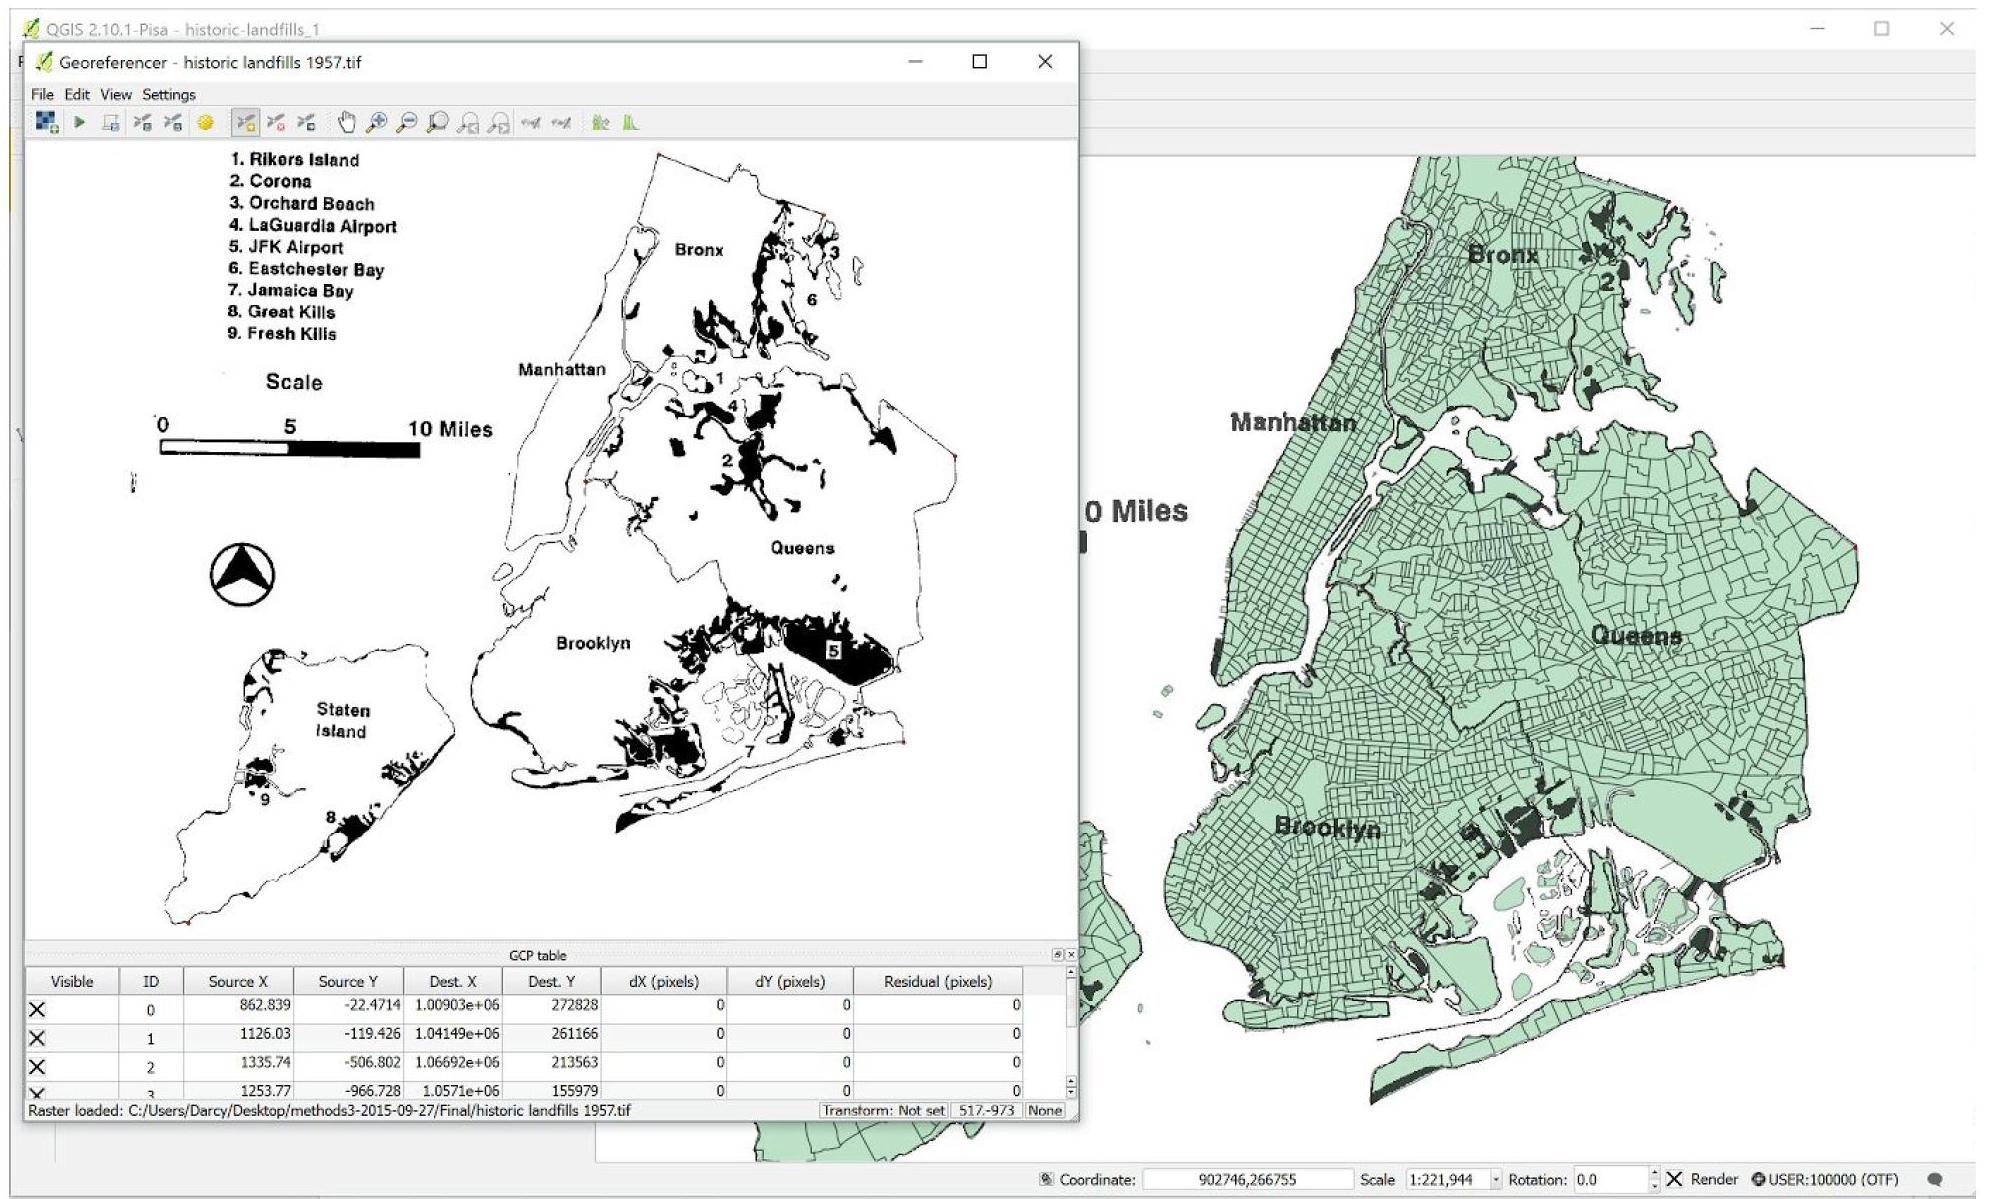 QGIS 2.10.1-Pisa - historic-landfills_1
Georeferencer - historic landfills 1957.tif
File Edit View Settings
1. Rikers Island
2. Corona
3. Orchard Beach
4. LaGuardia Airport
5. JFK Airport
6. Eastchester Bay
7. Jamaica Bay
8. Great Kills
9. Fresh Kills
Scale
0 5 10 Miles
Bronx
3
6
Manhattan
1
4
2
Queens
Brooklyn
5
7
Staten
Island
9
8
Bronx
2
Manhattan
0 Miles
Queens
Brooklyn
GCP table
Visible ID Source X Source Y Dest. X Dest. Y dX (pixels) dY (pixels) Residual (pixels)
0 862.839 -22.4714 1.00903e+06 272828 0 0 0
1 1126.03 -119.426 1.04149e+06 261166 0 0 0
2 1335.74 -506.802 1.06692e+06 213563 0 0 0
3 1253.77 -966.728 1.0571e+06 155979 0 0 0
Raster loaded: C:/Users/Darcy/Desktop/methods3-2015-09-27/Final/historic landfills 1957.tif Transform: Not set 517,-973 None
Coordinate: 902746,266755 Scale 1:221,944 Rotation: 0.0 Render USER:100000 (OTF)